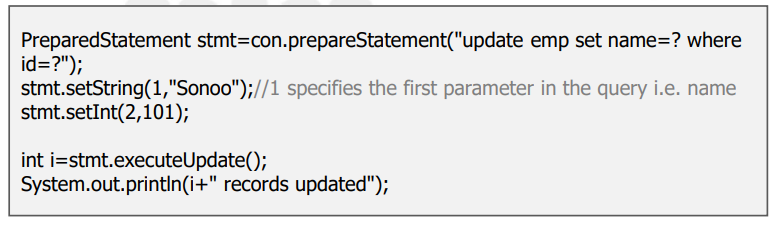 PreparedStatement stmt=con.prepareStatement("update emp set name=? where
id=?");
stmt.setString(1,"Sonoo");//1 specifies the first parameter in the query i.e. name
stmt.setInt(2,101);
int i=stmt.executeUpdate();
System.out.println(i+" records updated");